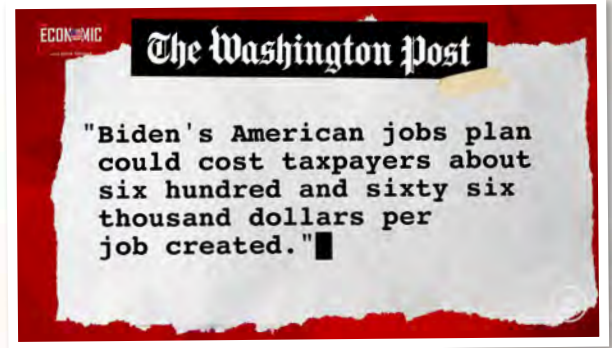 ECONOMIC
The Washington Post
"Biden's American jobs plan
could cost taxpayers about
six hundred and sixty six
thousand dollars per
job created."